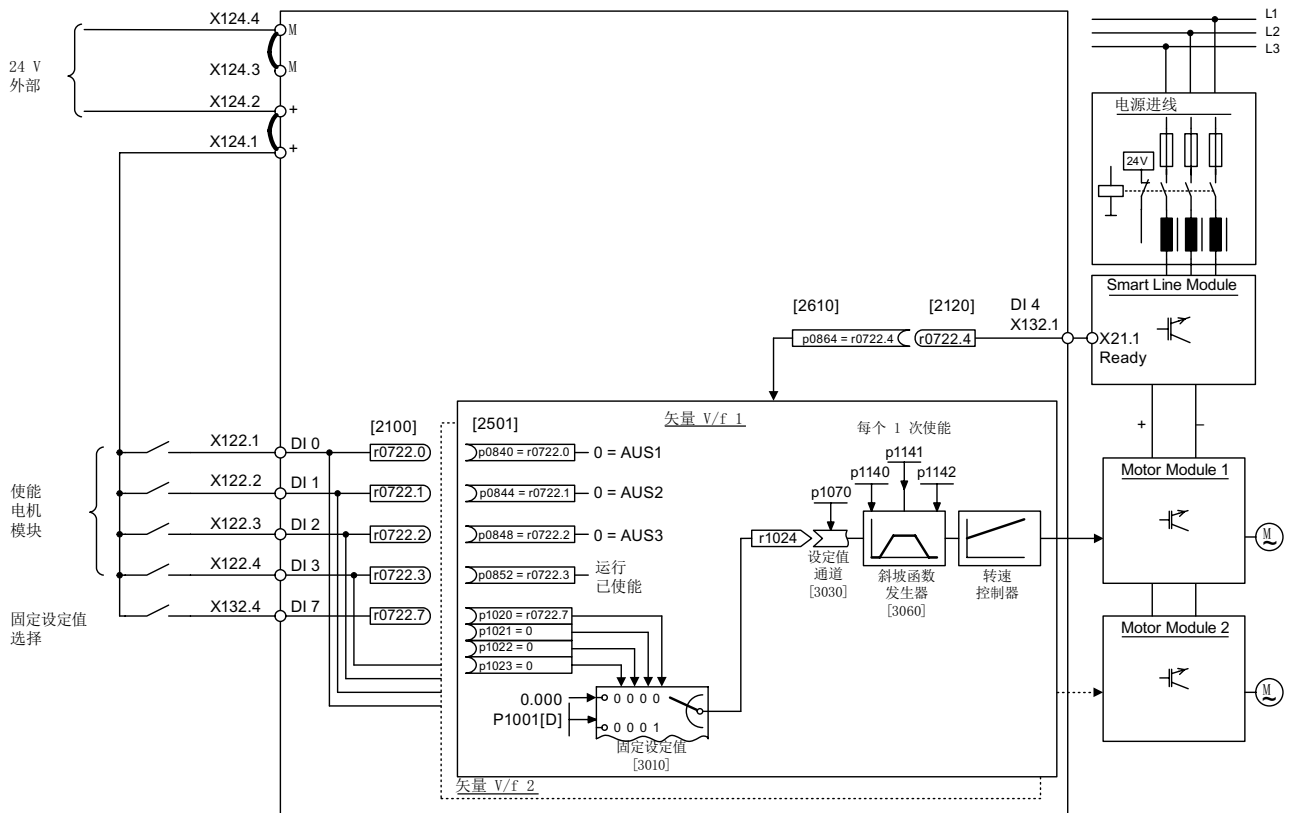 X124.4
M
24 V
外部
X124.3
M
X124.2
+
X124.1
+
L1
L2
L3
电源进线
24V
Smart Line Module
[2610]
[2120]
DI 4
X132.1
p0864 = r0722.4
r0722.4
X21.1
Ready
+
–
使能
电机
模块
X122.1
DI 0
[2100]
r0722.0
X122.2
DI 1
r0722.1
X122.3
DI 2
r0722.2
X122.4
DI 3
r0722.3
固定设定值
选择
X132.4
DI 7
r0722.7
矢量 V/f 1
[2501]
p0840 = r0722.0
0 = AUS1
p0844 = r0722.1
0 = AUS2
p0848 = r0722.2
0 = AUS3
p0852 = r0722.3
运行
已使能
p1020 = r0722.7
p1021 = 0
p1022 = 0
p1023 = 0
0.000
0 0 0 0
P1001[D]
0 0 0 1
固定设定值
[3010]
每个 1 次使能
p1141
p1140
p1142
p1070
r1024
设定值
通道
[3030]
斜坡函数
发生器
[3060]
转速
控制器
Motor Module 1
M
~
Motor Module 2
M
~
矢量 V/f 2